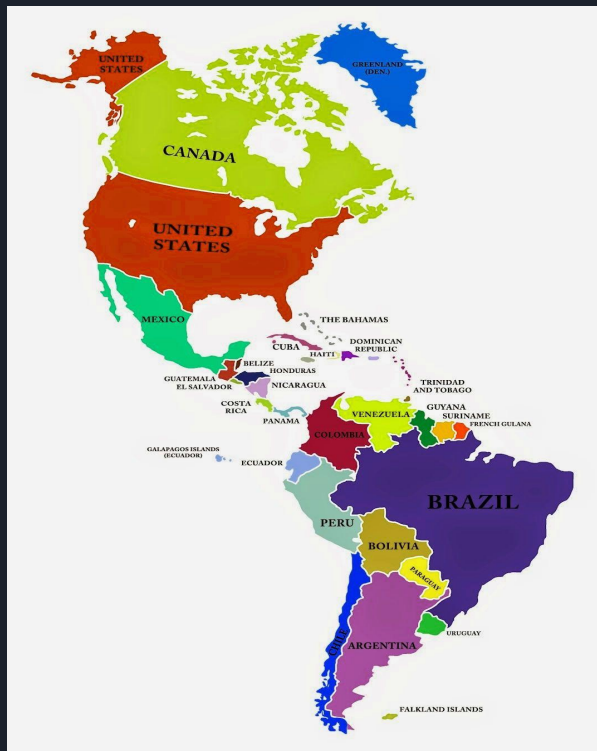 UNITED
STATES
GREENLAND
(DEN.)
CANADA
UNITED
STATES
MEXICO
THE BAHAMAS
CUBA
HAITI
DOMINICAN
REPUBLIC
BELIZE
HONDURAS
GUATEMALA
EL SALVADOR
NICARAGUA
TRINIDAD
AND TOBAGO
COSTA
RICA
PANAMA
VENEZUELA
GUYANA
SURINAME
FRENCH GULANA
COLOMBIA
GALAPAGOS ISLANDS
(ECUADOR)
ECUADOR
BRAZIL
PERU
BOLIVIA
PARAGUAY
CHILE
ARGENTINA
URUGUAY
FALKLAND ISLANDS